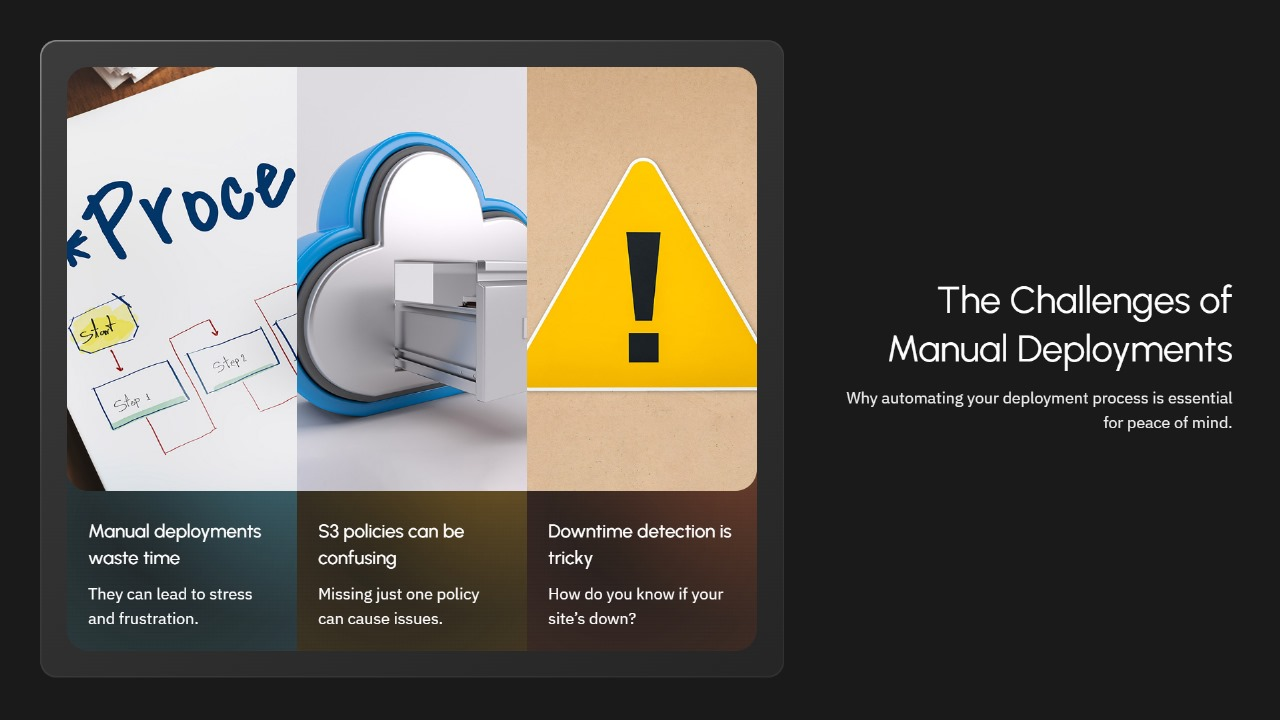 *Proce
Start
Step 1
Step 2
Manual deployments
waste time
They can lead to stress
and frustration.
S3 policies can be
confusing
Missing just one policy
can cause issues.
Downtime detection is
tricky
How do you know if your
site’s down?
The Challenges of
Manual Deployments
Why automating your deployment process is essential
for peace of mind.